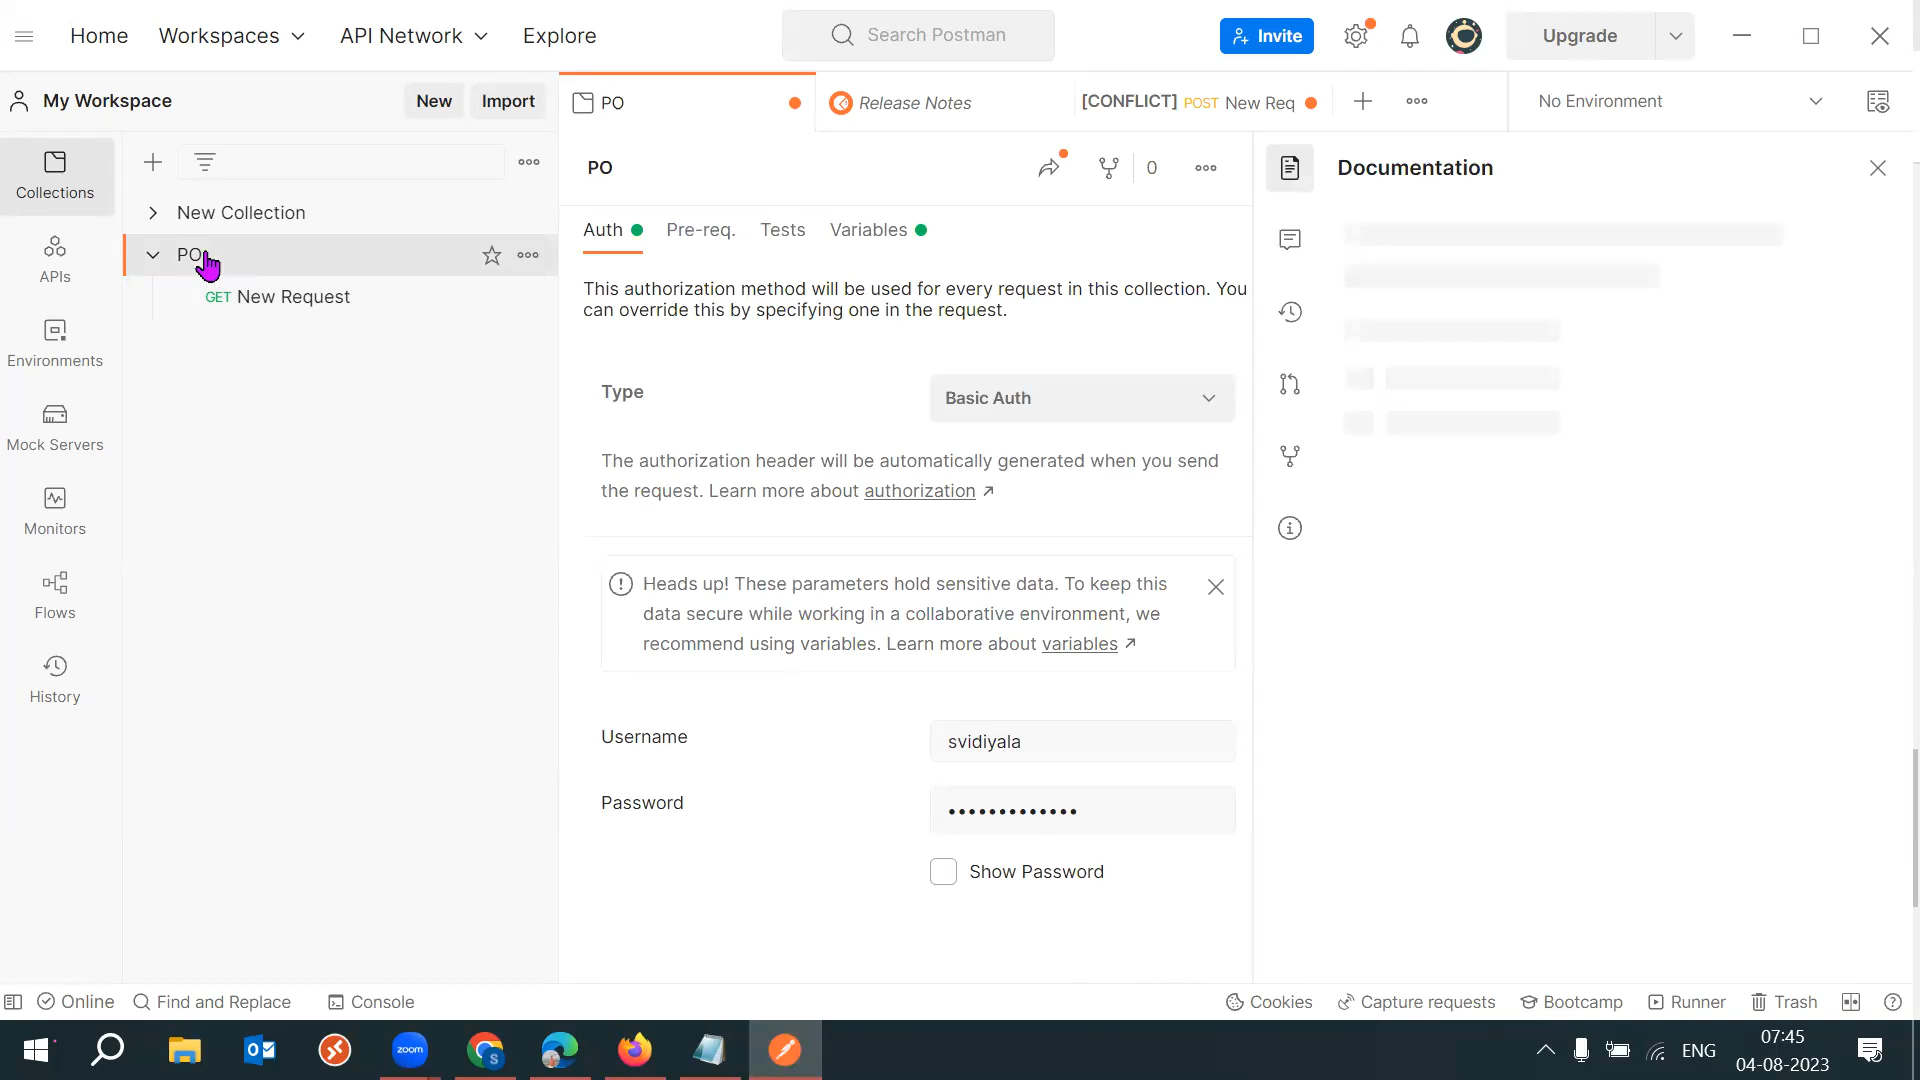 Home
Workspaces
API Network
Explore
Search Postman
Invite
Upgrade
My Workspace
New
Import
PO
Release Notes
[CONFLICT] POST New Req
No Environment
Collections
New Collection
PO
GET New Request
APIs
Environments
Mock Servers
Monitors
Flows
History
PO
0
Auth
Pre-req.
Tests
Variables
This authorization method will be used for every request in this collection. You
can override this by specifying one in the request.
Type
Basic Auth
The authorization header will be automatically generated when you send
the request. Learn more about authorization ↗
Heads up! These parameters hold sensitive data. To keep this
data secure while working in a collaborative environment, we
recommend using variables. Learn more about variables ↗
Username
svidiyala
Password
•••••••••••••
Show Password
Documentation
Online
Find and Replace
Console
Cookies
Capture requests
Bootcamp
Runner
Trash
zoom
S
ENG
07:45
04-08-2023